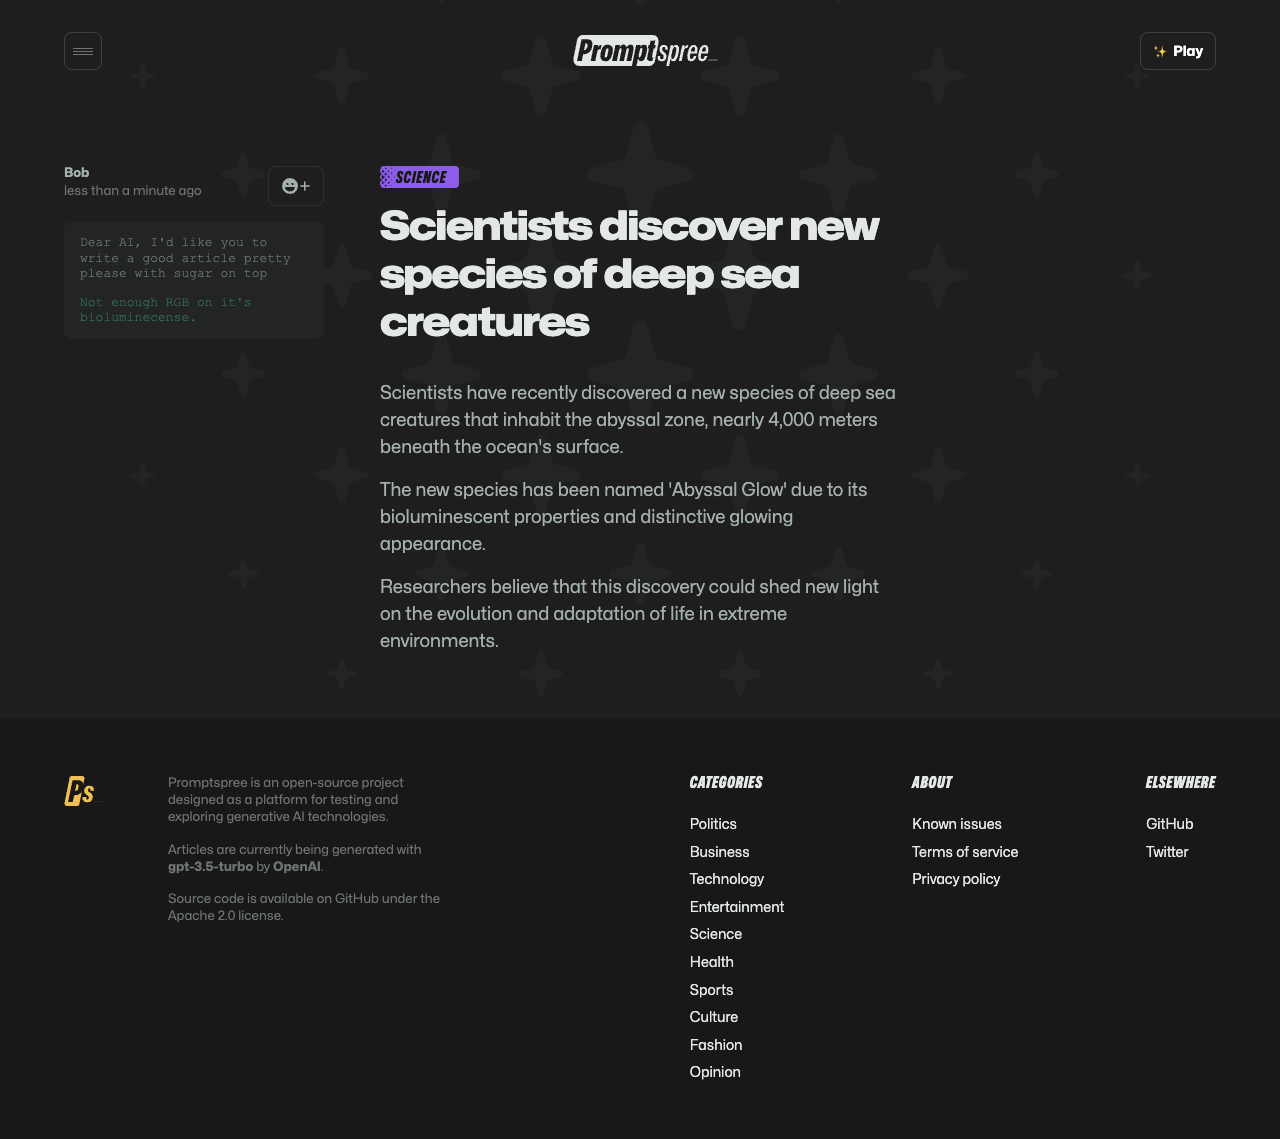 Promptspree_
Play
Bob
less than a minute ago
Dear AI, I'd like you to
write a good article pretty
please with sugar on top
Not enough RGB on it's
bioluminecense.
SCIENCE
Scientists discover new
species of deep sea
creatures
Scientists have recently discovered a new species of deep sea
creatures that inhabit the abyssal zone, nearly 4,000 meters
beneath the ocean's surface.
The new species has been named 'Abyssal Glow' due to its
bioluminescent properties and distinctive glowing
appearance.
Researchers believe that this discovery could shed new light
on the evolution and adaptation of life in extreme
environments.
Ps
Promptspree is an open-source project
designed as a platform for testing and
exploring generative AI technologies.
Articles are currently being generated with
gpt-3.5-turbo by OpenAI.
Source code is available on GitHub under the
Apache 2.0 license.
CATEGORIES
Politics
Business
Technology
Entertainment
Science
Health
Sports
Culture
Fashion
Opinion
ABOUT
Known issues
Terms of service
Privacy policy
ELSEWHERE
GitHub
Twitter